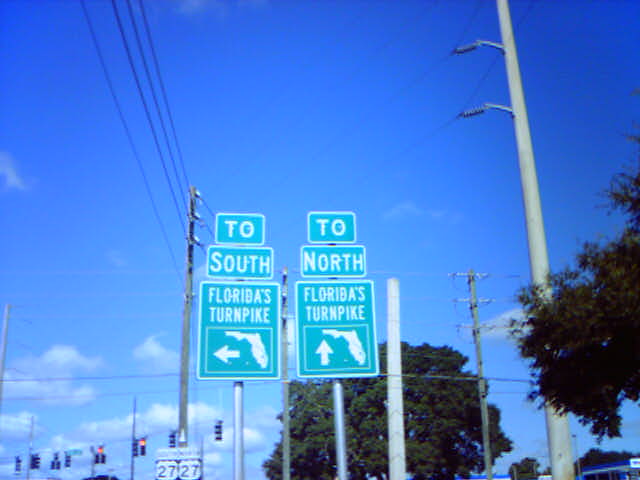 TO
SOUTH
FLORIDA'S
TURNPIKE
TO
NORTH
FLORIDA'S
TURNPIKE
27 27